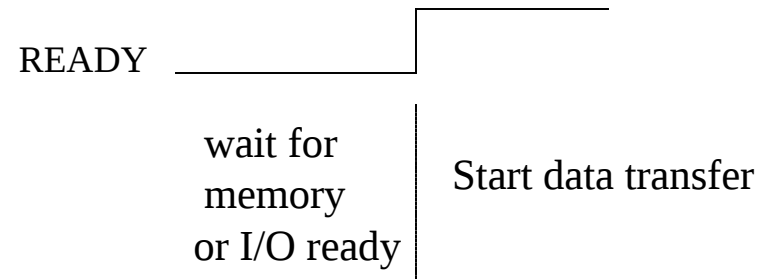 READY
wait for
memory
or I/O ready
Start data transfer